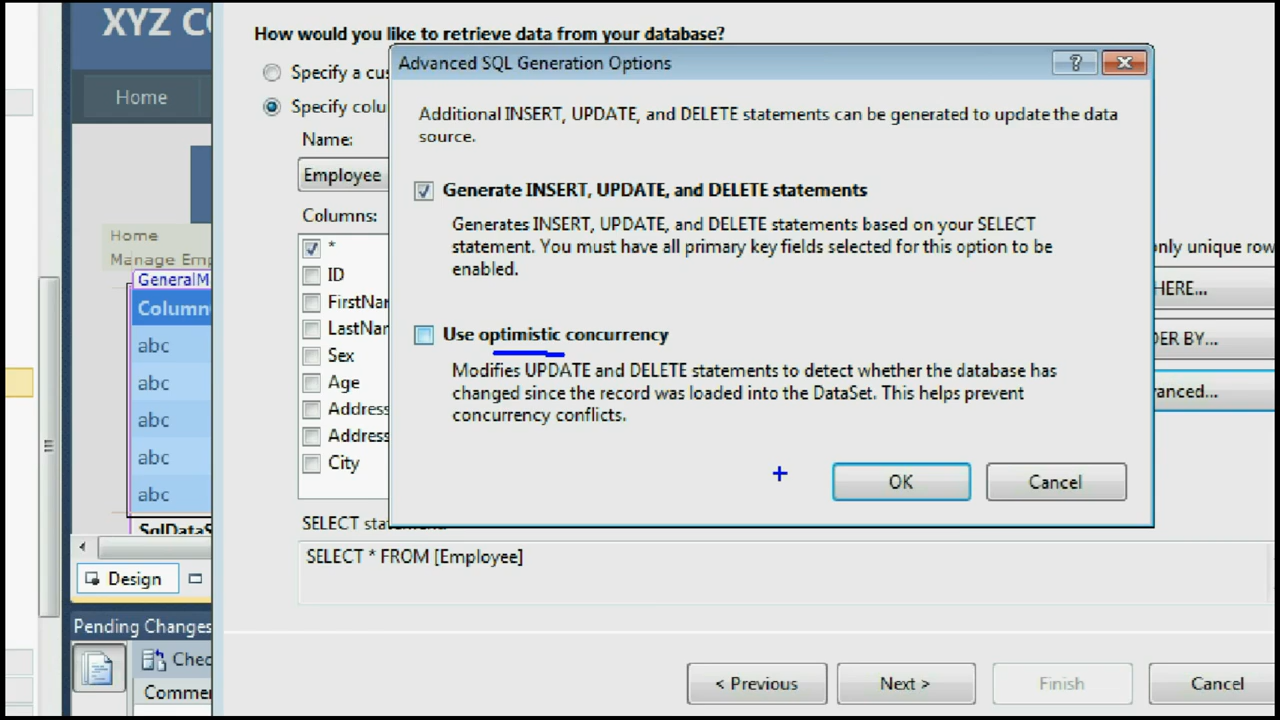 XYZ CO
Home
Home
Manage Emp
GeneralM
Column
abc
abc
abc
abc
abc
SqlDataS
Design
Pending Changes
Chec
Commer
How would you like to retrieve data from your database?
Specify a cus
Specify colu
Name:
Employee
Columns:
*
ID
FirstNar
LastNar
Sex
Age
Address
Address
City
SELECT statement:
SELECT * FROM [Employee]
only unique row
HERE...
DER BY...
vanced...
Advanced SQL Generation Options
?
Additional INSERT, UPDATE, and DELETE statements can be generated to update the data
source.
Generate INSERT, UPDATE, and DELETE statements
Generates INSERT, UPDATE, and DELETE statements based on your SELECT
statement. You must have all primary key fields selected for this option to be
enabled.
Use optimistic concurrency
Modifies UPDATE and DELETE statements to detect whether the database has
changed since the record was loaded into the DataSet. This helps prevent
concurrency conflicts.
OK
Cancel
< Previous
Next >
Finish
Cancel